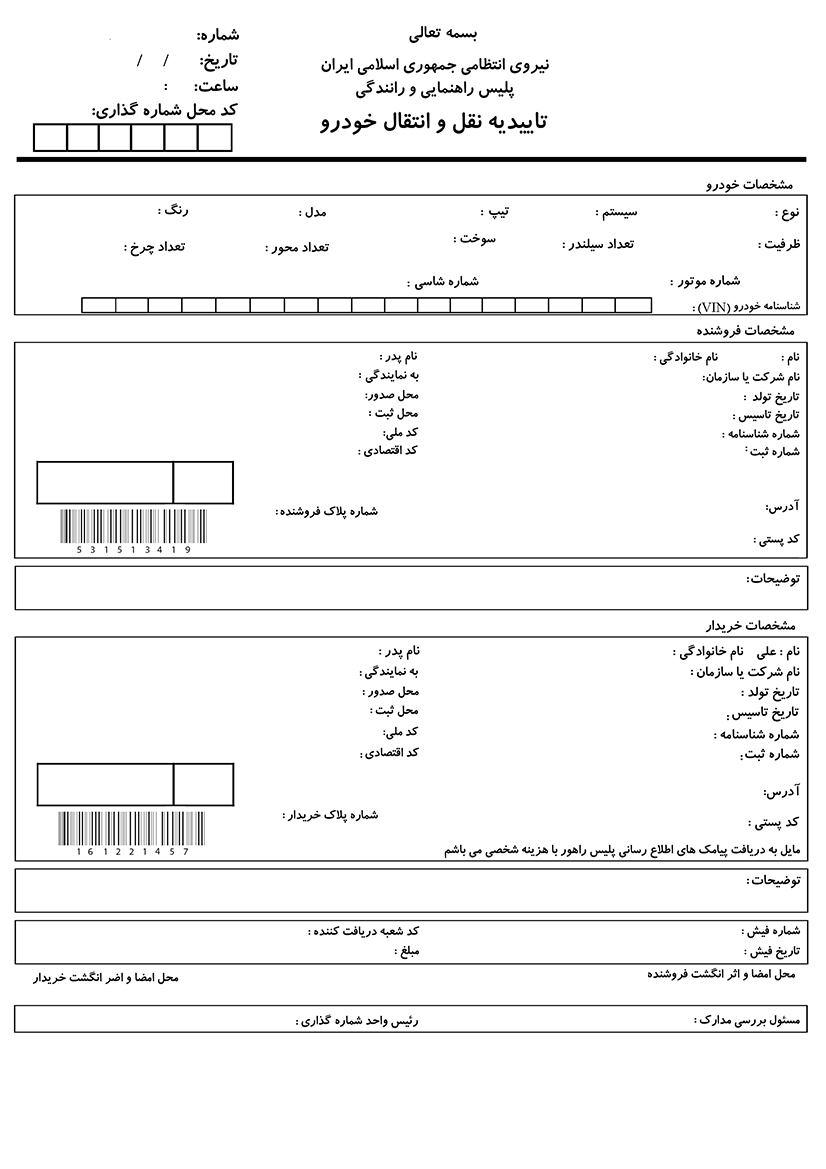 بسمه تعالی
نیروی انتظامی جمهوری اسلامی ایران
پلیس راهنمایی و رانندگی
تاییدیه نقل و انتقال خودرو
شماره:
تاریخ: / /
ساعت: :
کد محل شماره گذاری:
مشخصات خودرو
نوع : سیستم : تیپ : مدل : رنگ :
ظرفیت : تعداد سیلندر : سوخت : تعداد محور : تعداد چرخ :
شماره موتور : شماره شاسی :
شناسنامه خودرو (VIN) :
مشخصات فروشنده
نام : نام خانوادگی : نام پدر :
نام شرکت یا سازمان: به نمایندگی :
تاریخ تولد : محل صدور:
تاریخ تاسیس : محل ثبت :
شماره شناسنامه : کد ملی:
شماره ثبت : کد اقتصادی :
آدرس: شماره پلاک فروشنده :
کد پستی :
531513419
توضیحات:
مشخصات خریدار
نام : علی نام خانوادگی : نام پدر :
نام شرکت یا سازمان : به نمایندگی :
تاریخ تولد : محل صدور :
تاریخ تاسیس : محل ثبت :
شماره شناسنامه : کد ملی:
شماره ثبت : کد اقتصادی :
آدرس:
کد پستی : شماره پلاک خریدار :
161221457
مایل به دریافت پیامک های اطلاع رسانی پلیس راهور با هزینه شخصی می باشم
توضیحات:
شماره فیش : کد شعبه دریافت کننده :
تاریخ فیش : مبلغ :
محل امضا و اثر انگشت فروشنده محل امضا و اضر انگشت خریدار
مسئول بررسی مدارک : رئیس واحد شماره گذاری :